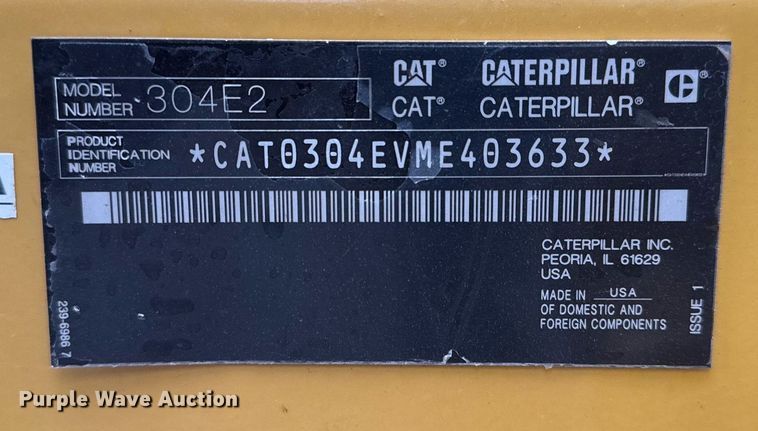 MODEL NUMBER 304E2
CAT® CATERPILLAR®
CAT® CATERPILLAR®
PRODUCT IDENTIFICATION NUMBER *CAT0304EVME403633*
CATERPILLAR INC.
PEORIA, IL 61629
USA
MADE IN USA
OF DOMESTIC AND
FOREIGN COMPONENTS
239-6986 7
ISSUE 1
Purple Wave Auction